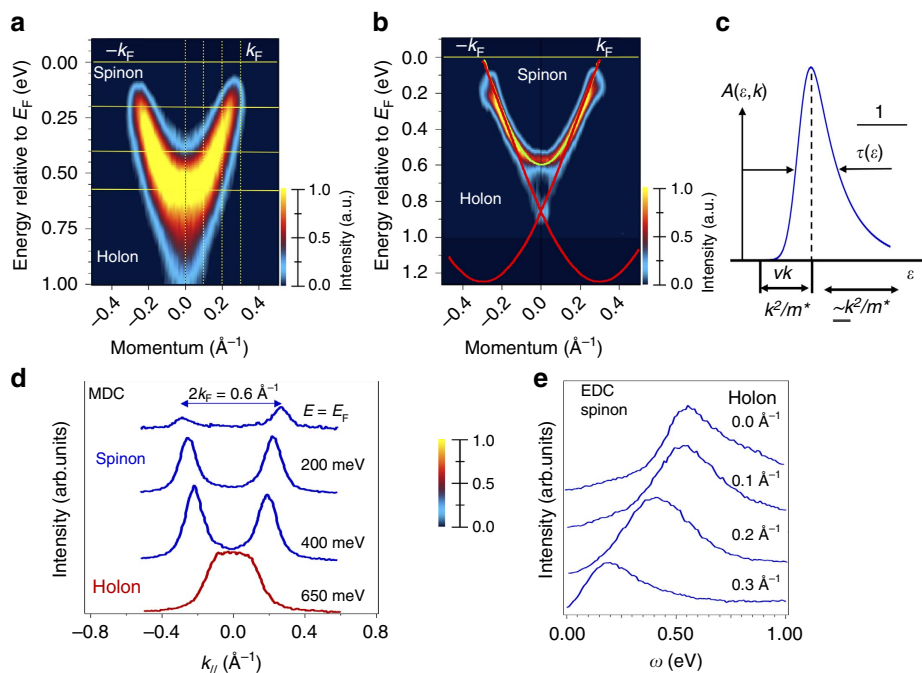 a
−kF
kF
Spinon
Holon
0.00
0.25
0.50
0.75
1.00
Energy relative to EF (eV)
−0.4
−0.2
0.0
0.2
0.4
Momentum (Å⁻¹)
1.0
0.5
0.0
Intensity (a.u.)
b
−kF
kF
Spinon
Holon
0.0
0.2
0.4
0.6
0.8
1.0
1.2
Energy relative to EF (eV)
−0.4
−0.2
0.0
0.2
0.4
Momentum (Å⁻¹)
1.0
0.5
0.0
Intensity (a.u.)
c
A(ε,k)
1
τ(ε)
ε
vk
k²/m*
~k²/m*
d
MDC
2kF = 0.6 Å⁻¹
E = EF
Spinon
200 meV
400 meV
Holon
650 meV
Intensity (arb.units)
−0.8
−0.4
0.0
0.4
0.8
k// (Å⁻¹)
1.0
0.5
0.0
e
EDC
spinon
Holon
0.0 Å⁻¹
0.1 Å⁻¹
0.2 Å⁻¹
0.3 Å⁻¹
Intensity (arb.units)
0.00
0.50
1.00
ω (eV)